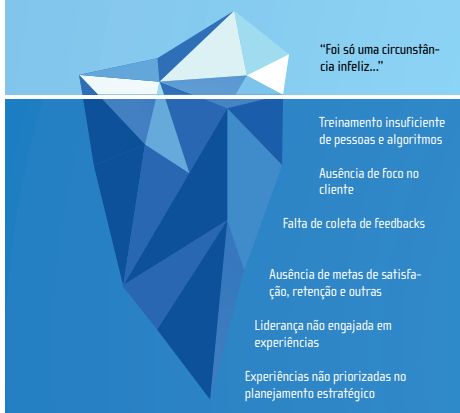 “Foi só uma circunstân-
cia infeliz...”
Treinamento insuficiente
de pessoas e algoritmos
Ausência de foco no
cliente
Falta de coleta de feedbacks
Ausência de metas de satisfa-
ção, retenção e outras
Liderança não engajada em
experiências
Experiências não priorizadas no
planejamento estratégico